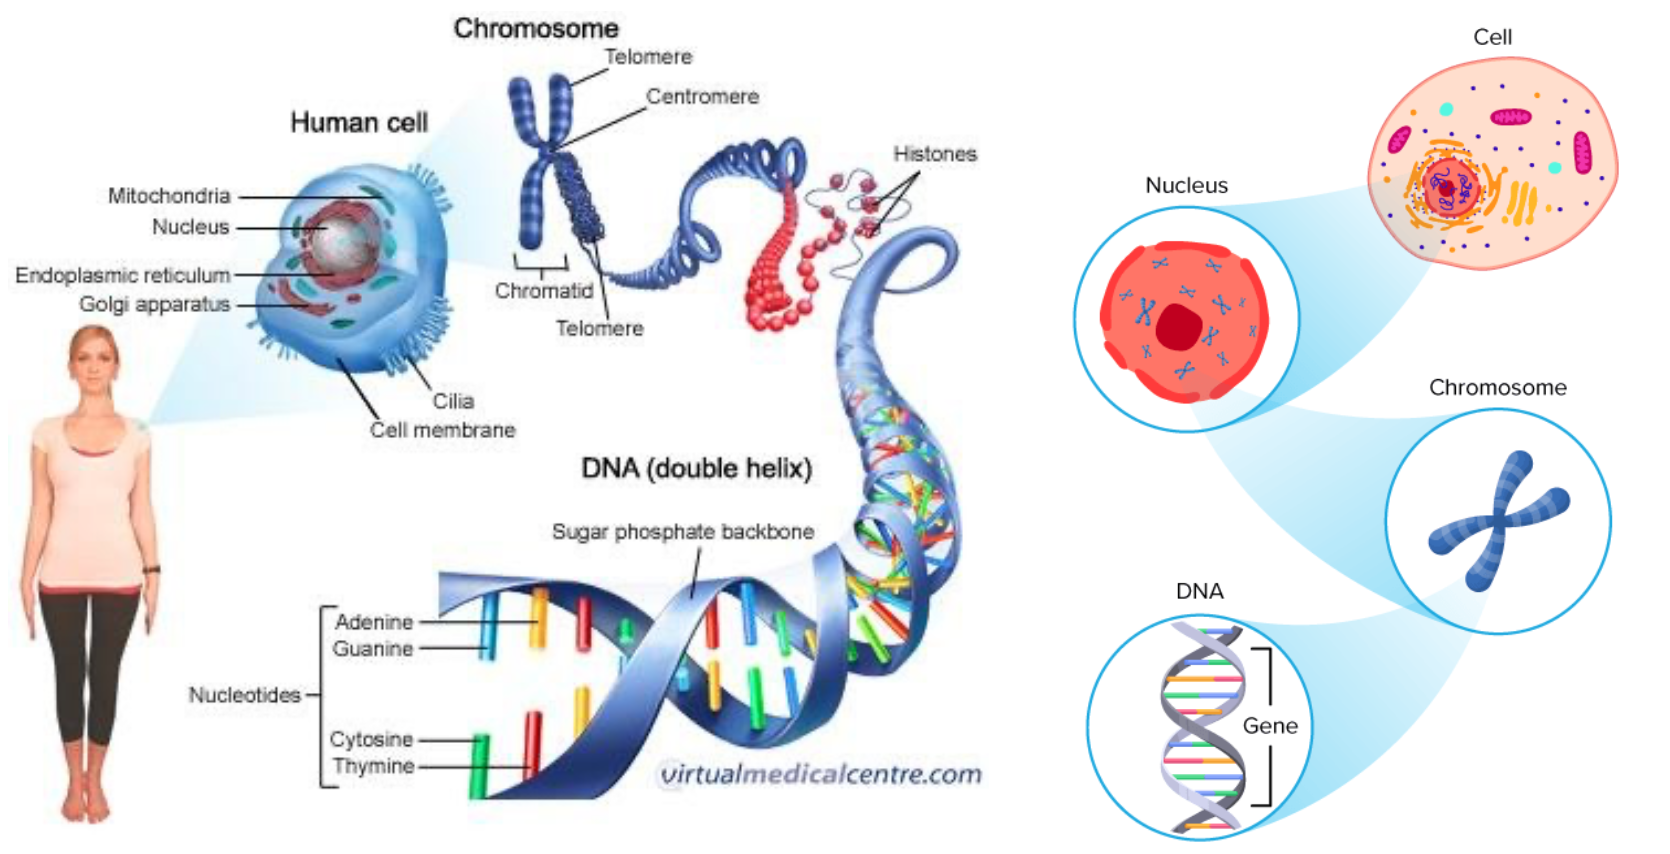 Chromosome
Telomere
Centromere
Human cell
Histones
Mitochondria
Nucleus
Endoplasmic reticulum
Golgi apparatus
Chromatid
Telomere
Cilia
Cell membrane
DNA (double helix)
Sugar phosphate backbone
Adenine
Guanine
Nucleotides
Cytosine
Thymine
virtualmedicalcentre.com
Cell
Nucleus
Chromosome
DNA
Gene